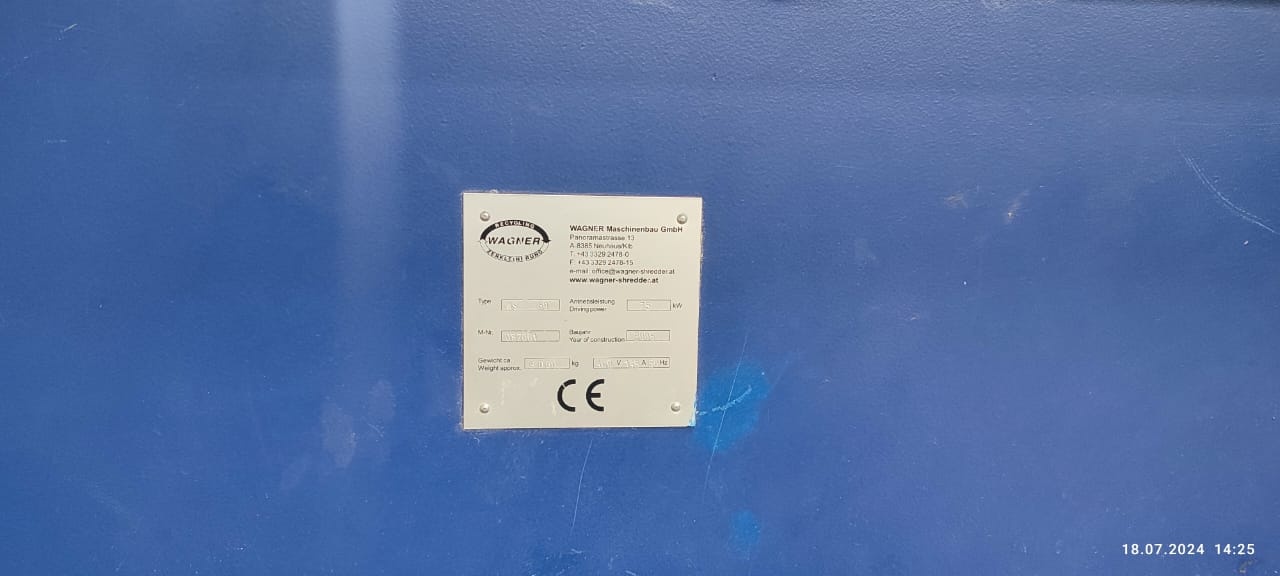 RECYCLING
WAGNER
ZERKLEINERUNG
WAGNER Maschinenbau GmbH
Panoramastrasse 13
A-8385 Neuhaus/Klb
T: +43 3329 2478-0
F: +43 3329 2478-15
e-mail: office@wagner-shredder.at
www.wagner-shredder.at
Type
Antriebsleistung
Driving power
75 kW
M-Nr.
Baujahr
Year of construction
Gewicht ca.
Weight approx.
kg
V A Hz
CE
18.07.2024 14:25